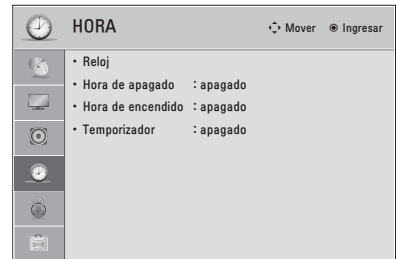 HORA Mover Ingresar
• Reloj
• Hora de apagado : apagado
• Hora de encendido : apagado
• Temporizador : apagado